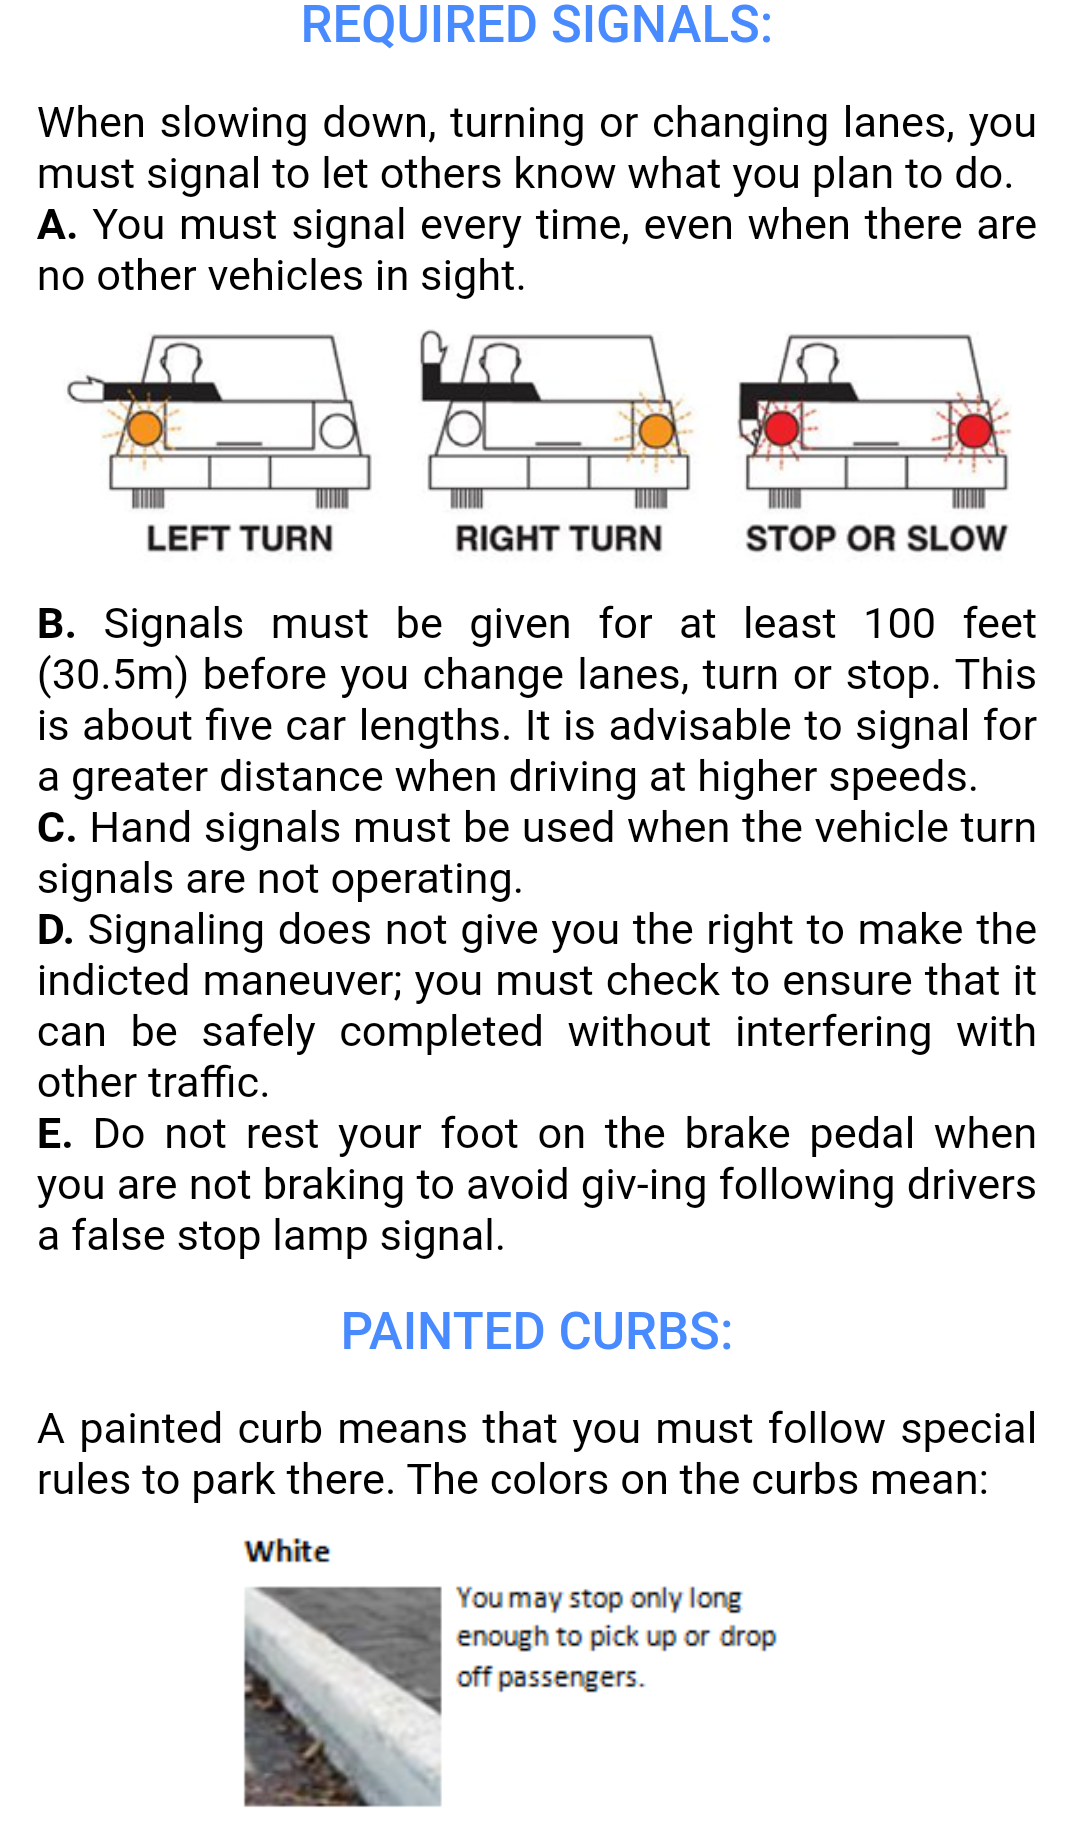 REQUIRED SIGNALS:
When slowing down, turning or changing lanes, you
must signal to let others know what you plan to do.
A. You must signal every time, even when there are
no other vehicles in sight.
LEFT TURN
RIGHT TURN
STOP OR SLOW
B. Signals must be given for at least 100 feet
(30.5m) before you change lanes, turn or stop. This
is about five car lengths. It is advisable to signal for
a greater distance when driving at higher speeds.
C. Hand signals must be used when the vehicle turn
signals are not operating.
D. Signaling does not give you the right to make the
indicted maneuver; you must check to ensure that it
can be safely completed without interfering with
other traffic.
E. Do not rest your foot on the brake pedal when
you are not braking to avoid giv-ing following drivers
a false stop lamp signal.
PAINTED CURBS:
A painted curb means that you must follow special
rules to park there. The colors on the curbs mean:
White
You may stop only long
enough to pick up or drop
off passengers.